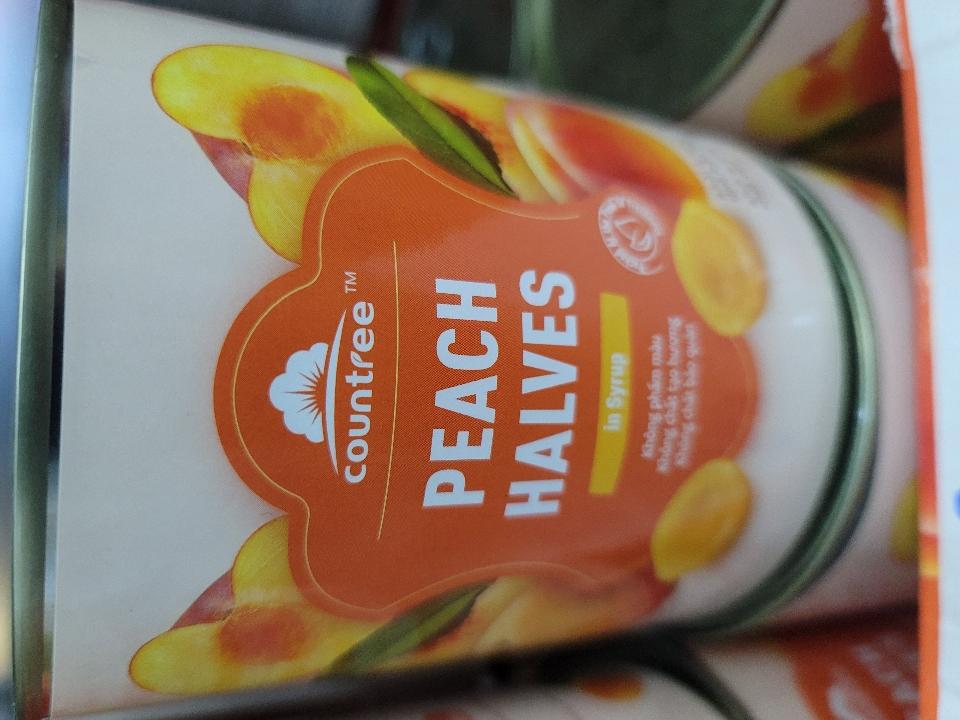 countree™
PEACH
HALVES
in Syrup
Không phẩm màu
Không chất tạo hương
Không chất bảo quản